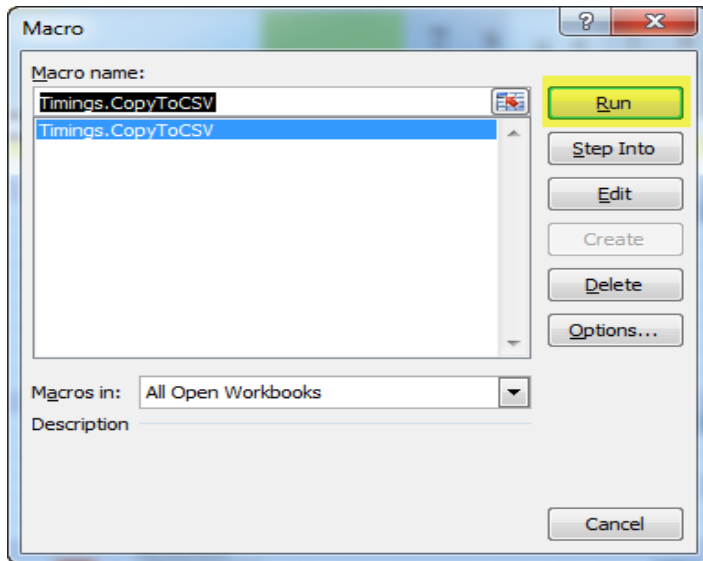 Macro
Macro name:
Timings.CopyToCSV
Timings.CopyToCSV
Run
Step Into
Edit
Create
Delete
Options...
Macros in: All Open Workbooks
Description
Cancel